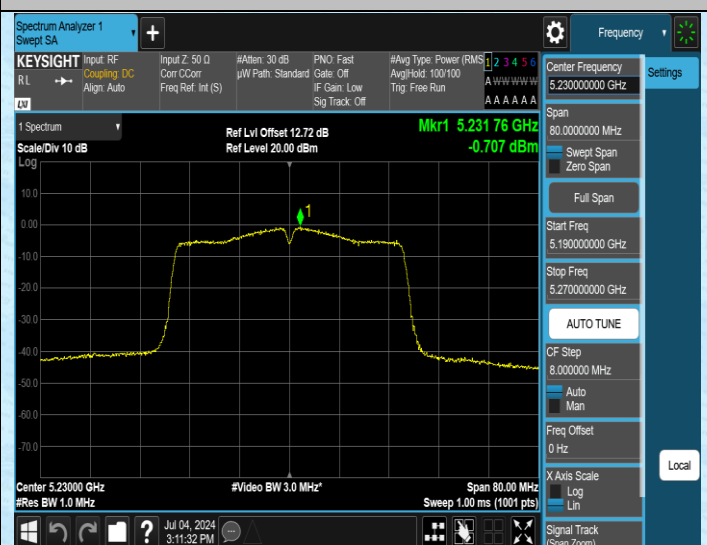 Spectrum Analyzer 1
Swept SA
+
Frequency
KEYSIGHT
RL
LXI
Input: RF
Coupling: DC
Align: Auto
Input Z: 50 Ω
Corr CCorr
Freq Ref: Int (S)
#Atten: 30 dB
µW Path: Standard
PNO: Fast
Gate: Off
IF Gain: Low
Sig Track: Off
#Avg Type: Power (RMS
Avg|Hold: 100/100
Trig: Free Run
1 2 3 4 5 6
A W W W W W
A A A A A A
1 Spectrum
Scale/Div 10 dB
Ref Lvl Offset 12.72 dB
Ref Level 20.00 dBm
Mkr1 5.231 76 GHz
-0.707 dBm
Log
10.0
0.00
-10.0
-20.0
-30.0
-40.0
-50.0
-60.0
-70.0
1
Center 5.23000 GHz
#Res BW 1.0 MHz
#Video BW 3.0 MHz*
Span 80.00 MHz
Sweep 1.00 ms (1001 pts)
?
Jul 04, 2024
3:11:32 PM
Center Frequency
5.230000000 GHz
Span
80.0000000 MHz
Swept Span
Zero Span
Full Span
Start Freq
5.190000000 GHz
Stop Freq
5.270000000 GHz
AUTO TUNE
CF Step
8.000000 MHz
Auto
Man
Freq Offset
0 Hz
X Axis Scale
Log
Lin
Signal Track
(Span Zoom)
Settings
Local